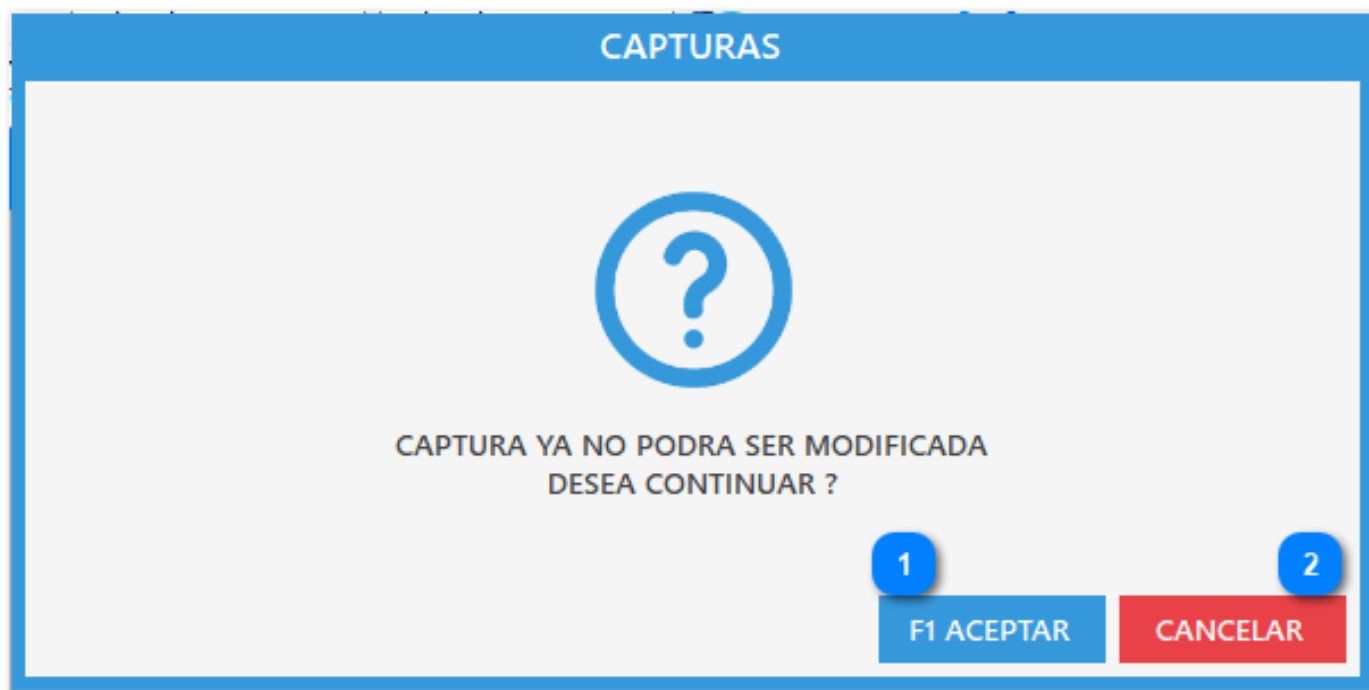 CAPTURAS
CAPTURA YA NO PODRA SER MODIFICADA
DESEA CONTINUAR ?
1
2
F1 ACEPTAR
CANCELAR